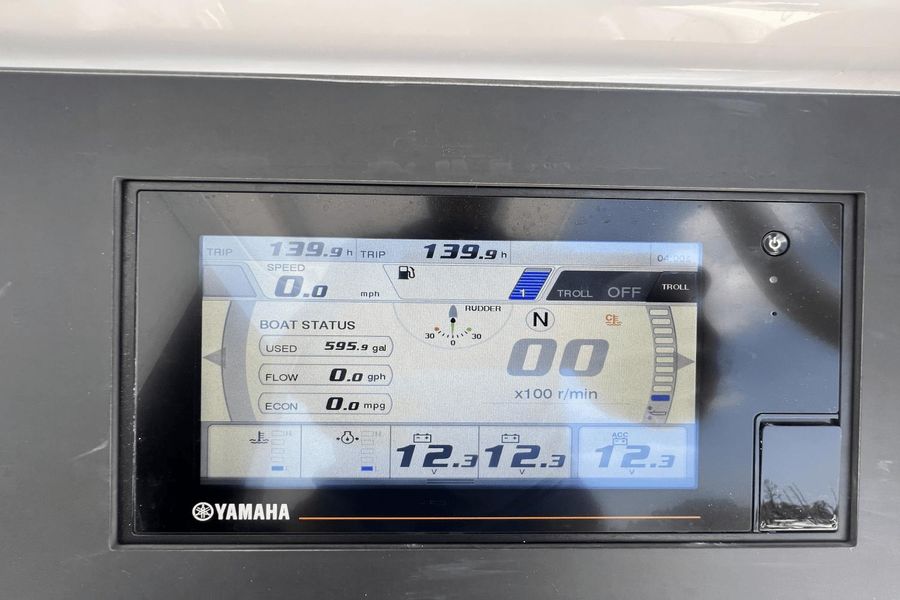 TRIP 139.9 h TRIP 139.9 h
SPEED
0.0 mph
1 TROLL OFF TROLL
RUDDER
30 0 30
N
BOAT STATUS
USED 595.9 gal
FLOW 0.0 gph
ECON 0.0 mpg
00
x100 r/min
12.3 V
12.3 V
ACC
12.3 V
YAMAHA